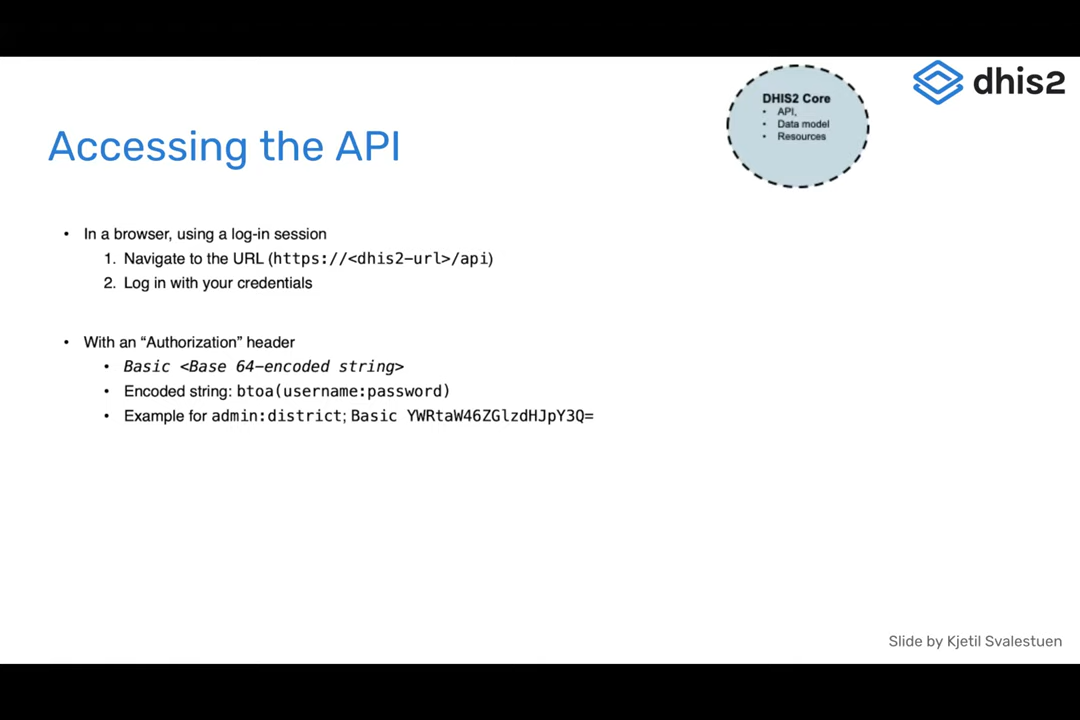 dhis2
DHIS2 Core
• API,
• Data model
• Resources
Accessing the API
• In a browser, using a log-in session
1. Navigate to the URL (https://<dhis2-url>/api)
2. Log in with your credentials
• With an “Authorization” header
• Basic <Base 64-encoded string>
• Encoded string: btoa(username:password)
• Example for admin:district; Basic YWRtaW46ZGlzdHJpY3Q=
Slide by Kjetil Svalestuen